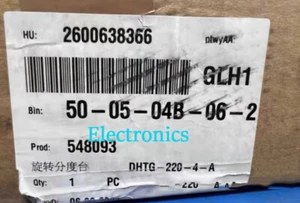 HU: 2600638366
GLH1
Bin: 50-05-04B-06-2
Electronics
Prod: 548093
旋转分度台 DHTG-220-4-A
Qty: 1 PC